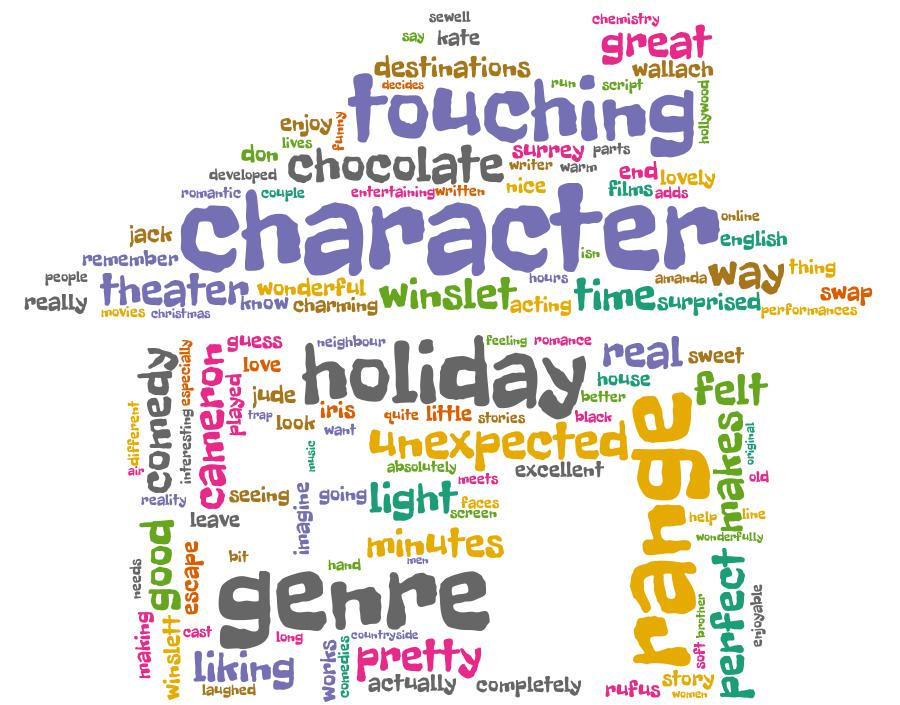 sewell
chemistry
say kate great
destinations wallach
decides run script
touching hollywood
enjoy funny
lives
don chocolate surrey parts
developed writer warm end lovely
romantic couple entertaining written nice films adds
character online
jack english
remember isn
people hours amanda way thing
really theater wonderful winslet time swap
know charming acting surprised
movies christmas performances
guess neighbour feeling romance
comedy especially cameron love holiday real sweet
house felt
played jude better
different trap look iris quite little stories black
want
interesting music unexpected range makes original
air absolutely excellent
meets old
reality seeing imagine going light faces
screen help line
leave wonderfully
good escape bit minutes
needs hand men
genre perfect enjoyable
making winslett cast long countryside soft brother
works comedies pretty
liking actually completely story
laughed rufus women